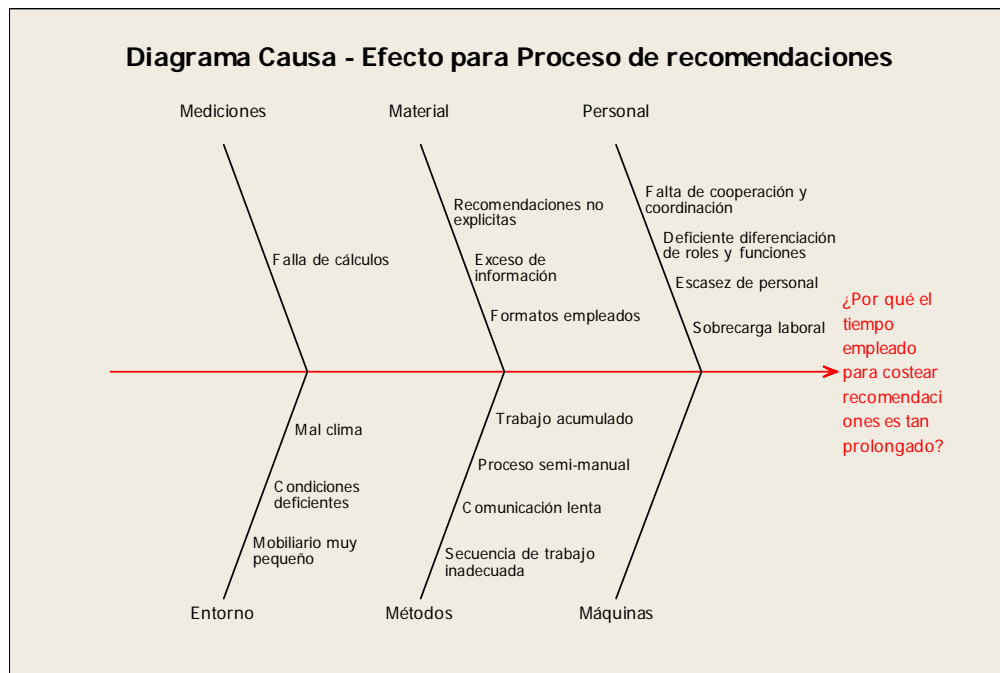 Diagrama Causa - Efecto para Proceso de recomendaciones
Mediciones
Material
Personal
Falla de cálculos
Recomendaciones no
explicitas
Exceso de
información
Formatos empleados
Falta de cooperación y
coordinación
Deficiente diferenciación
de roles y funciones
Escasez de personal
Sobrecarga laboral
¿Por qué el
tiempo
empleado
para costear
recomendaci
ones es tan
prolongado?
Mal clima
Condiciones
deficientes
Mobiliario muy
pequeño
Trabajo acumulado
Proceso semi-manual
Comunicación lenta
Secuencia de trabajo
inadecuada
Entorno
Métodos
Máquinas